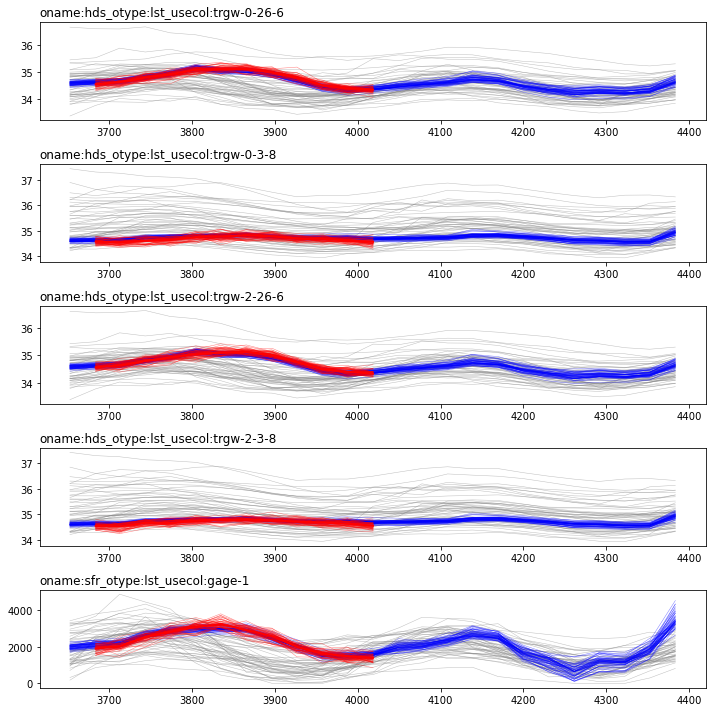 oname:hds_otype:lst_usecol:trgw-0-26-6
36
35
34
3700 3800 3900 4000 4100 4200 4300 4400
oname:hds_otype:lst_usecol:trgw-0-3-8
37
36
35
34
3700 3800 3900 4000 4100 4200 4300 4400
oname:hds_otype:lst_usecol:trgw-2-26-6
36
35
34
3700 3800 3900 4000 4100 4200 4300 4400
oname:hds_otype:lst_usecol:trgw-2-3-8
37
36
35
34
3700 3800 3900 4000 4100 4200 4300 4400
oname:sfr_otype:lst_usecol:gage-1
4000
2000
0
3700 3800 3900 4000 4100 4200 4300 4400